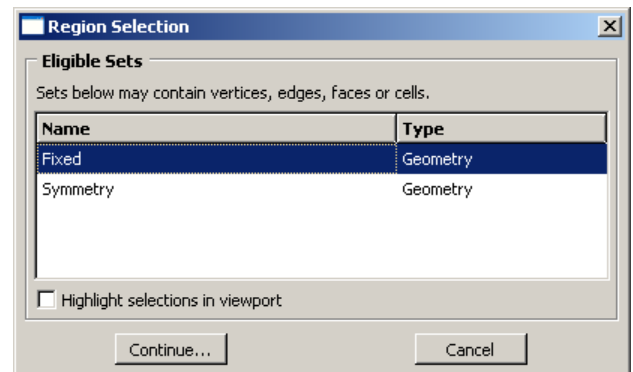 Region Selection
Eligible Sets
Sets below may contain vertices, edges, faces or cells.
Name Type
Fixed Geometry
Symmetry Geometry
Highlight selections in viewport
Continue... Cancel